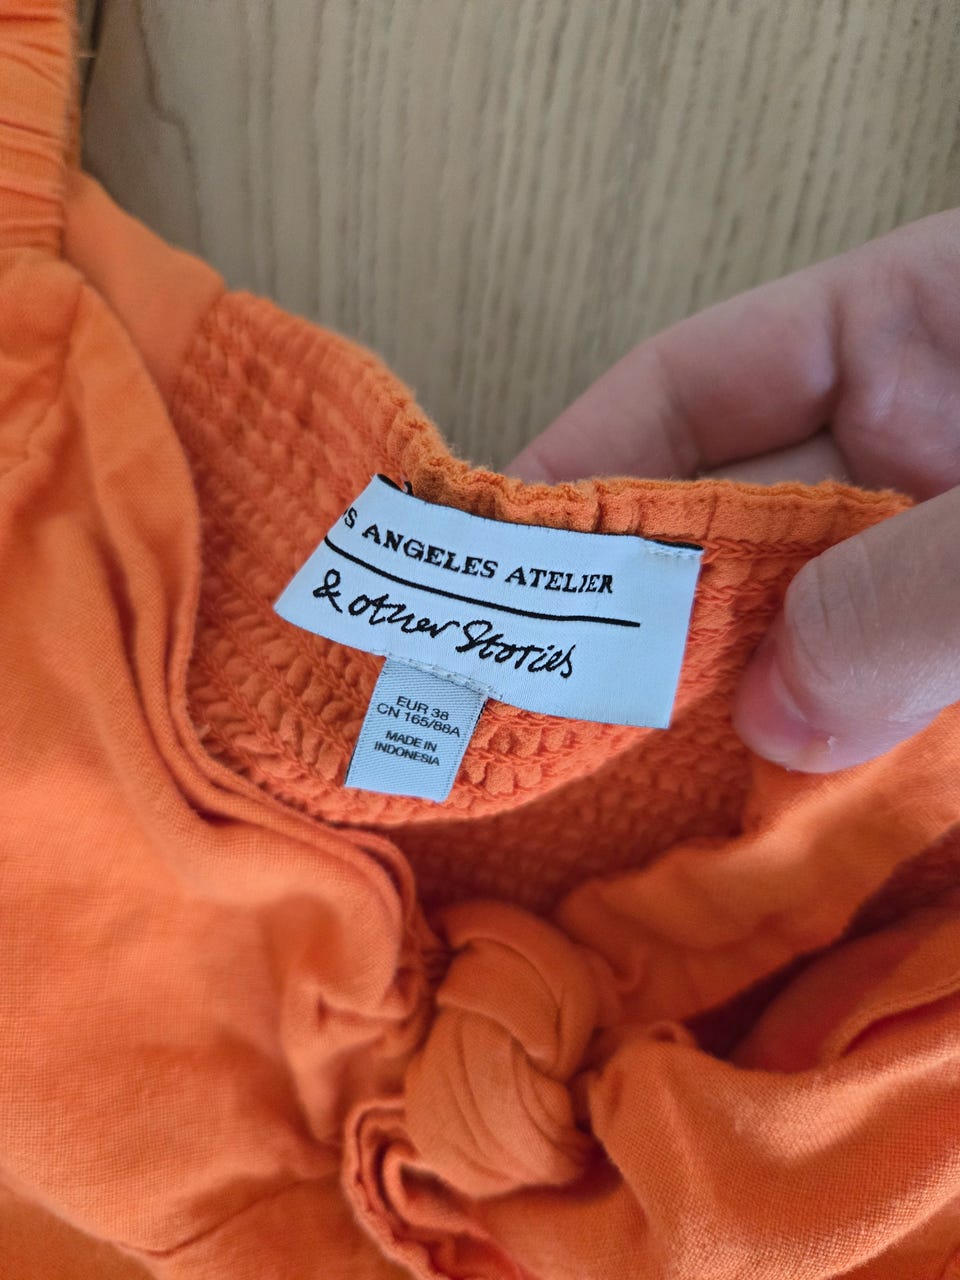 S ANGELES ATELIER
& other Stories
EUR 38
CN 165/88A
MADE IN
INDONESIA